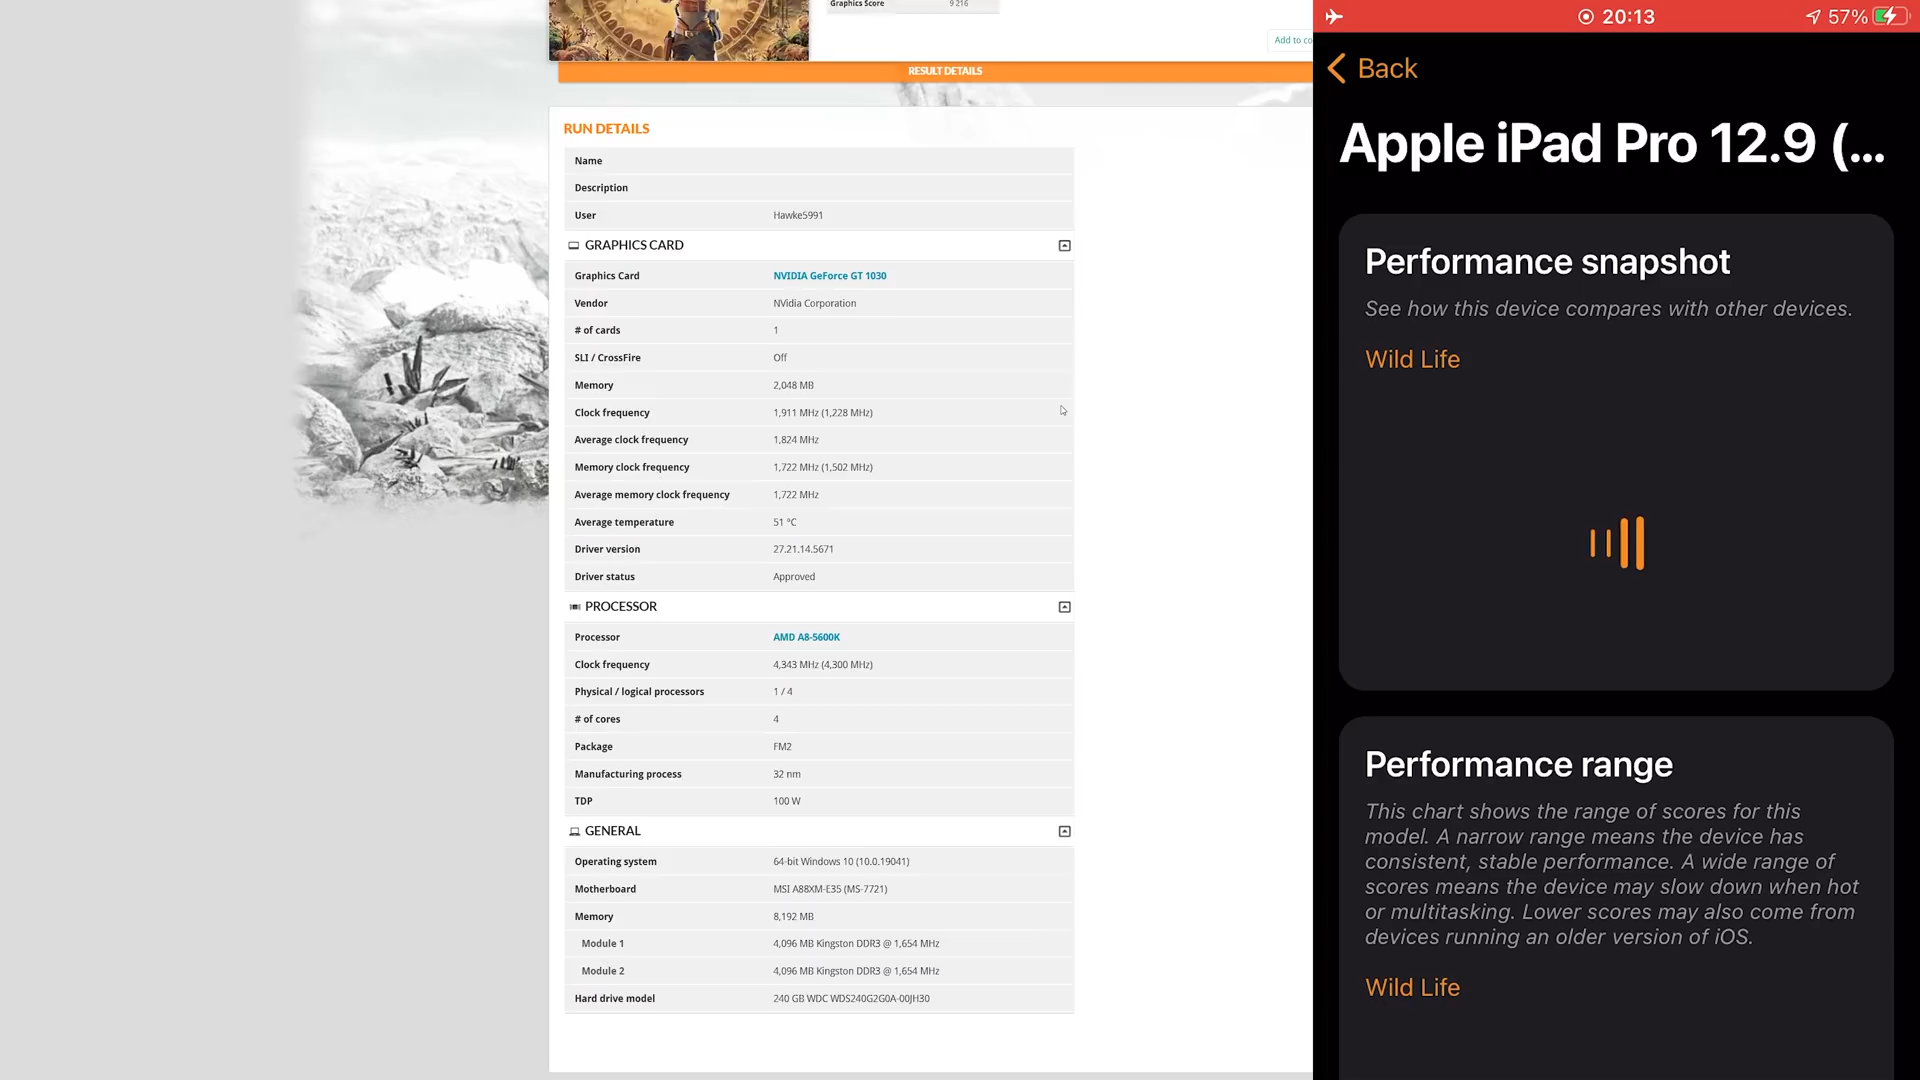 Graphics Score 9 216
Add to co
RESULT DETAILS
RUN DETAILS
Name
Description
User Hawke5991
GRAPHICS CARD
Graphics Card NVIDIA GeForce GT 1030
Vendor NVidia Corporation
# of cards 1
SLI / CrossFire Off
Memory 2,048 MB
Clock frequency 1,911 MHz (1,228 MHz)
Average clock frequency 1,824 MHz
Memory clock frequency 1,722 MHz (1,502 MHz)
Average memory clock frequency 1,722 MHz
Average temperature 51 °C
Driver version 27.21.14.5671
Driver status Approved
PROCESSOR
Processor AMD A8-5600K
Clock frequency 4,343 MHz (4,300 MHz)
Physical / logical processors 1 / 4
# of cores 4
Package FM2
Manufacturing process 32 nm
TDP 100 W
GENERAL
Operating system 64-bit Windows 10 (10.0.19041)
Motherboard MSI A88XM-E35 (MS-7721)
Memory 8,192 MB
Module 1 4,096 MB Kingston DDR3 @ 1,654 MHz
Module 2 4,096 MB Kingston DDR3 @ 1,654 MHz
Hard drive model 240 GB WDC WDS240G2G0A-00JH30
20:13 57%
Back
Apple iPad Pro 12.9 (...
Performance snapshot
See how this device compares with other devices.
Wild Life
Performance range
This chart shows the range of scores for this
model. A narrow range means the device has
consistent, stable performance. A wide range of
scores means the device may slow down when hot
or multitasking. Lower scores may also come from
devices running an older version of iOS.
Wild Life